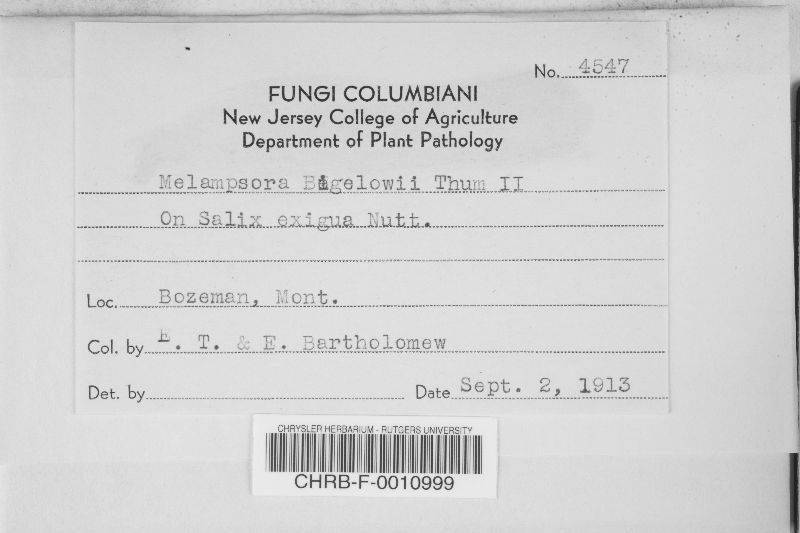 No. 4547
FUNGI COLUMBIANI
New Jersey College of Agriculture
Department of Plant Pathology
Melampsora Bigelowii Thum II
On Salix exigua Nutt.
Loc. Bozeman, Mont.
Col. by E. T. & E. Bartholomew
Det. by
Date Sept. 2, 1913
CHRYSLER HERBARIUM - RUTGERS UNIVERSITY
CHRB-F-0010999